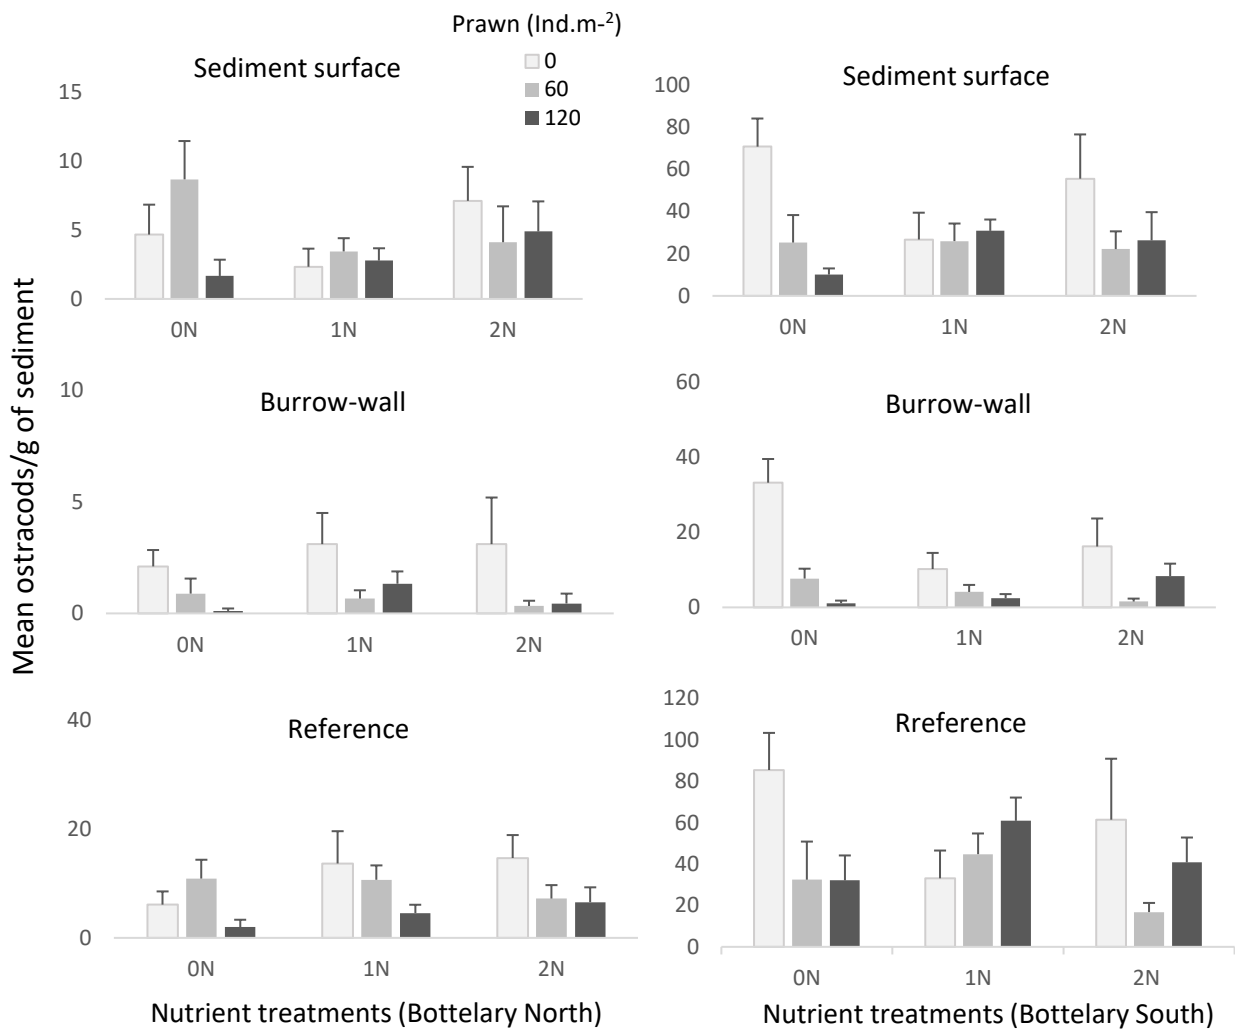 Prawn (Ind.m-²)
0
60
120
Mean ostracods/g of sediment
Sediment surface
15
10
5
0
0N 1N 2N
Sediment surface
100
80
60
40
20
0
0N 1N 2N
Burrow-wall
10
5
0
0N 1N 2N
Burrow-wall
60
40
20
0
0N 1N 2N
Reference
40
20
0
0N 1N 2N
Nutrient treatments (Bottelary North)
Rreference
120
100
80
60
40
20
0
0N 1N 2N
Nutrient treatments (Bottelary South)